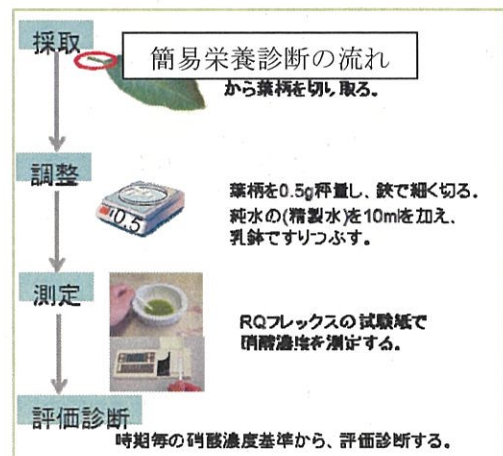 採取
簡易栄養診断の流れ
から葉柄を切り取る。
調整
0.5
葉柄を0.5g秤量し、鋏で細く切る。
純水の(精製水)を10mlを加え、
乳鉢ですりつぶす。
測定
RQフレックスの試験紙で
硝酸濃度を測定する。
評価診断
時期毎の硝酸濃度基準から、評価診断する。